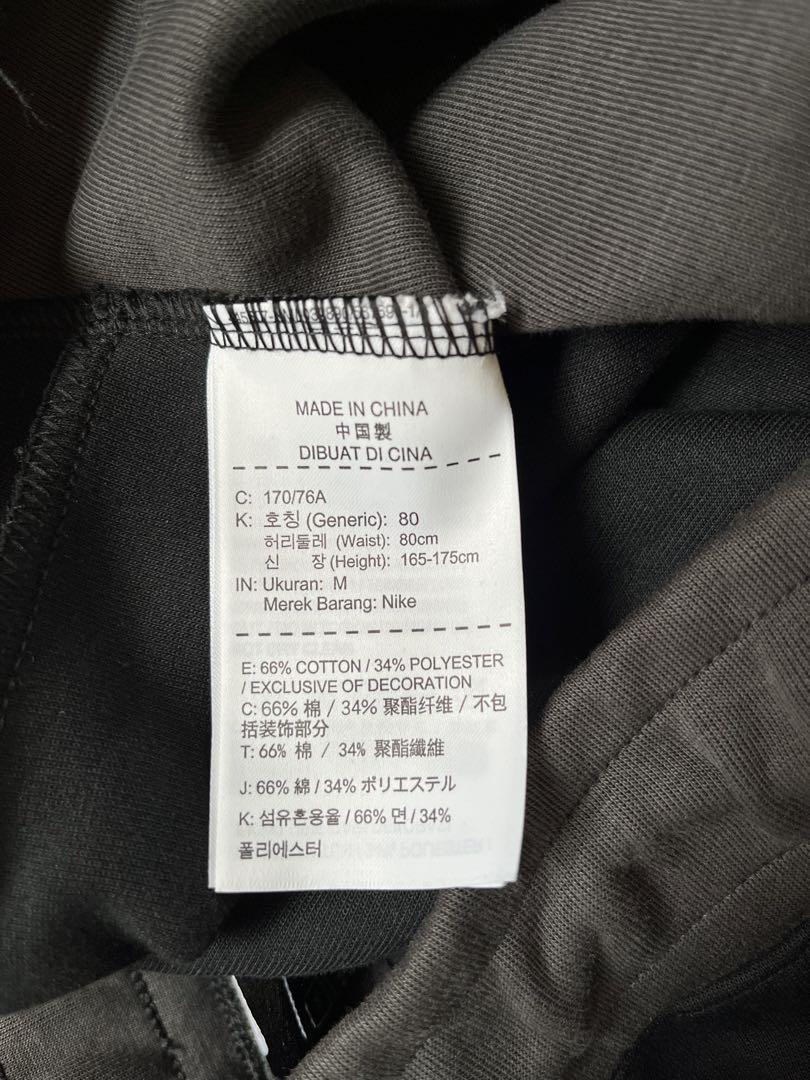 MADE IN CHINA
中国製
DIBUAT DI CINA
C: 170/76A
K: 호칭 (Generic): 80
허리둘레 (Waist): 80cm
신 장 (Height): 165-175cm
IN: Ukuran: M
Merek Barang: Nike
E: 66% COTTON / 34% POLYESTER
/ EXCLUSIVE OF DECORATION
C: 66% 棉 / 34% 聚酯纤维 / 不包
括装饰部分
T: 66% 棉 / 34% 聚酯纖維
J: 66% 綿 / 34% ポリエステル
K: 섬유혼용율 / 66% 면 / 34%
폴리에스터